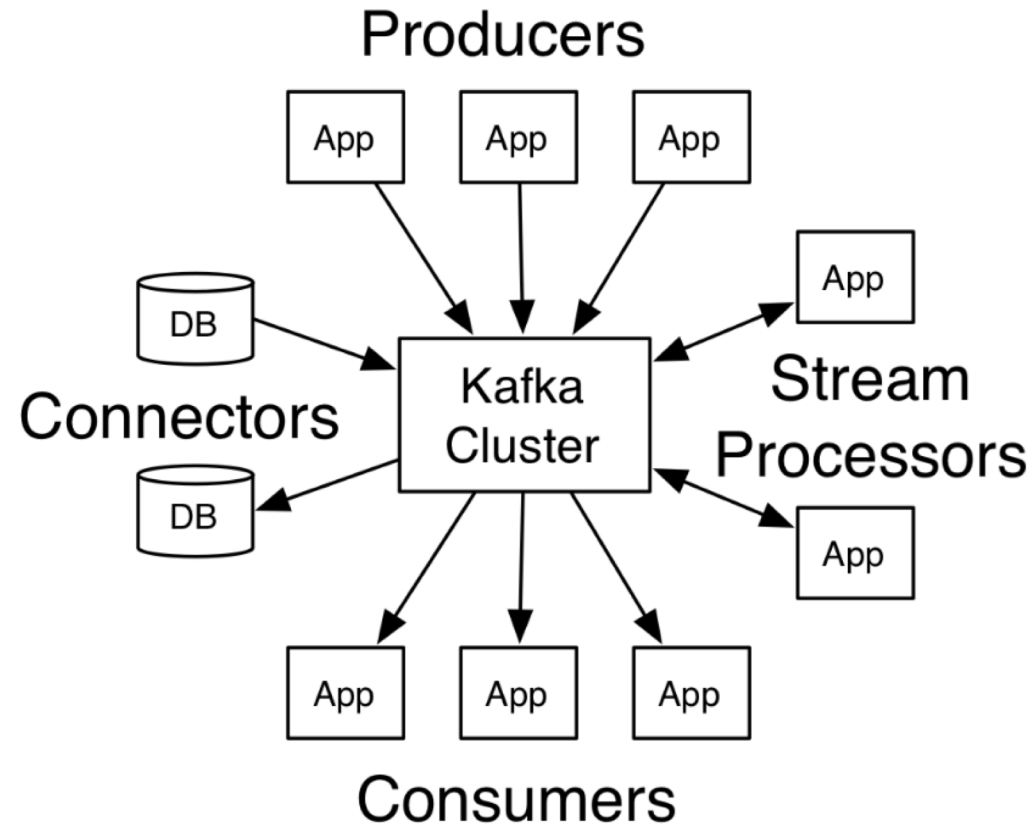 Producers
App
App
App
App
DB
Kafka
Cluster
Stream
Processors
Connectors
DB
App
App
App
App
Consumers